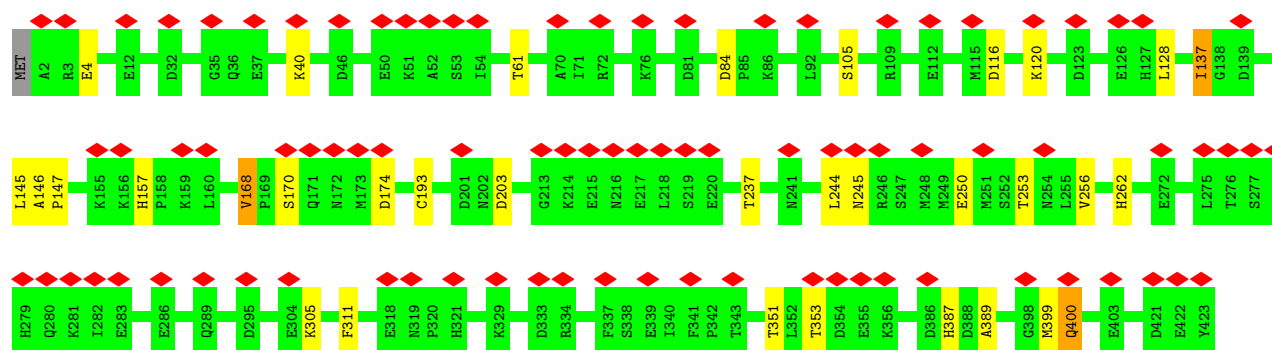 MET A2 R3 E4 E12 D32 G35 Q36 E37 K40 D46 E50 K51 A52 S53 I54 T61 A70 I71 R72 K76 D81 D84 P85 K86 L92 S105 R109 E112 M115 D116 K120 D123 E126 H127 L128 I137 G138 D139
L145 A146 P147 K155 K156 H157 P158 K159 L160 V168 P169 S170 Q171 N172 M173 D174 C193 D201 N202 D203 G213 K214 E215 N216 E217 L218 S219 E220 T237 N241 L244 N245 R246 S247 M248 M249 E250 M251 S252 T253 N254 L255 V256 H262 E272 L275 T276 S277
H279 Q280 K281 I282 E283 E286 Q289 D295 E304 K305 F311 E318 N319 P320 H321 K329 D333 R334 F337 S338 E339 I340 F341 P342 T343 T351 L352 T353 D354 E355 K356 D386 H387 D388 A389 G398 M399 Q400 E403 D421 E422 Y423